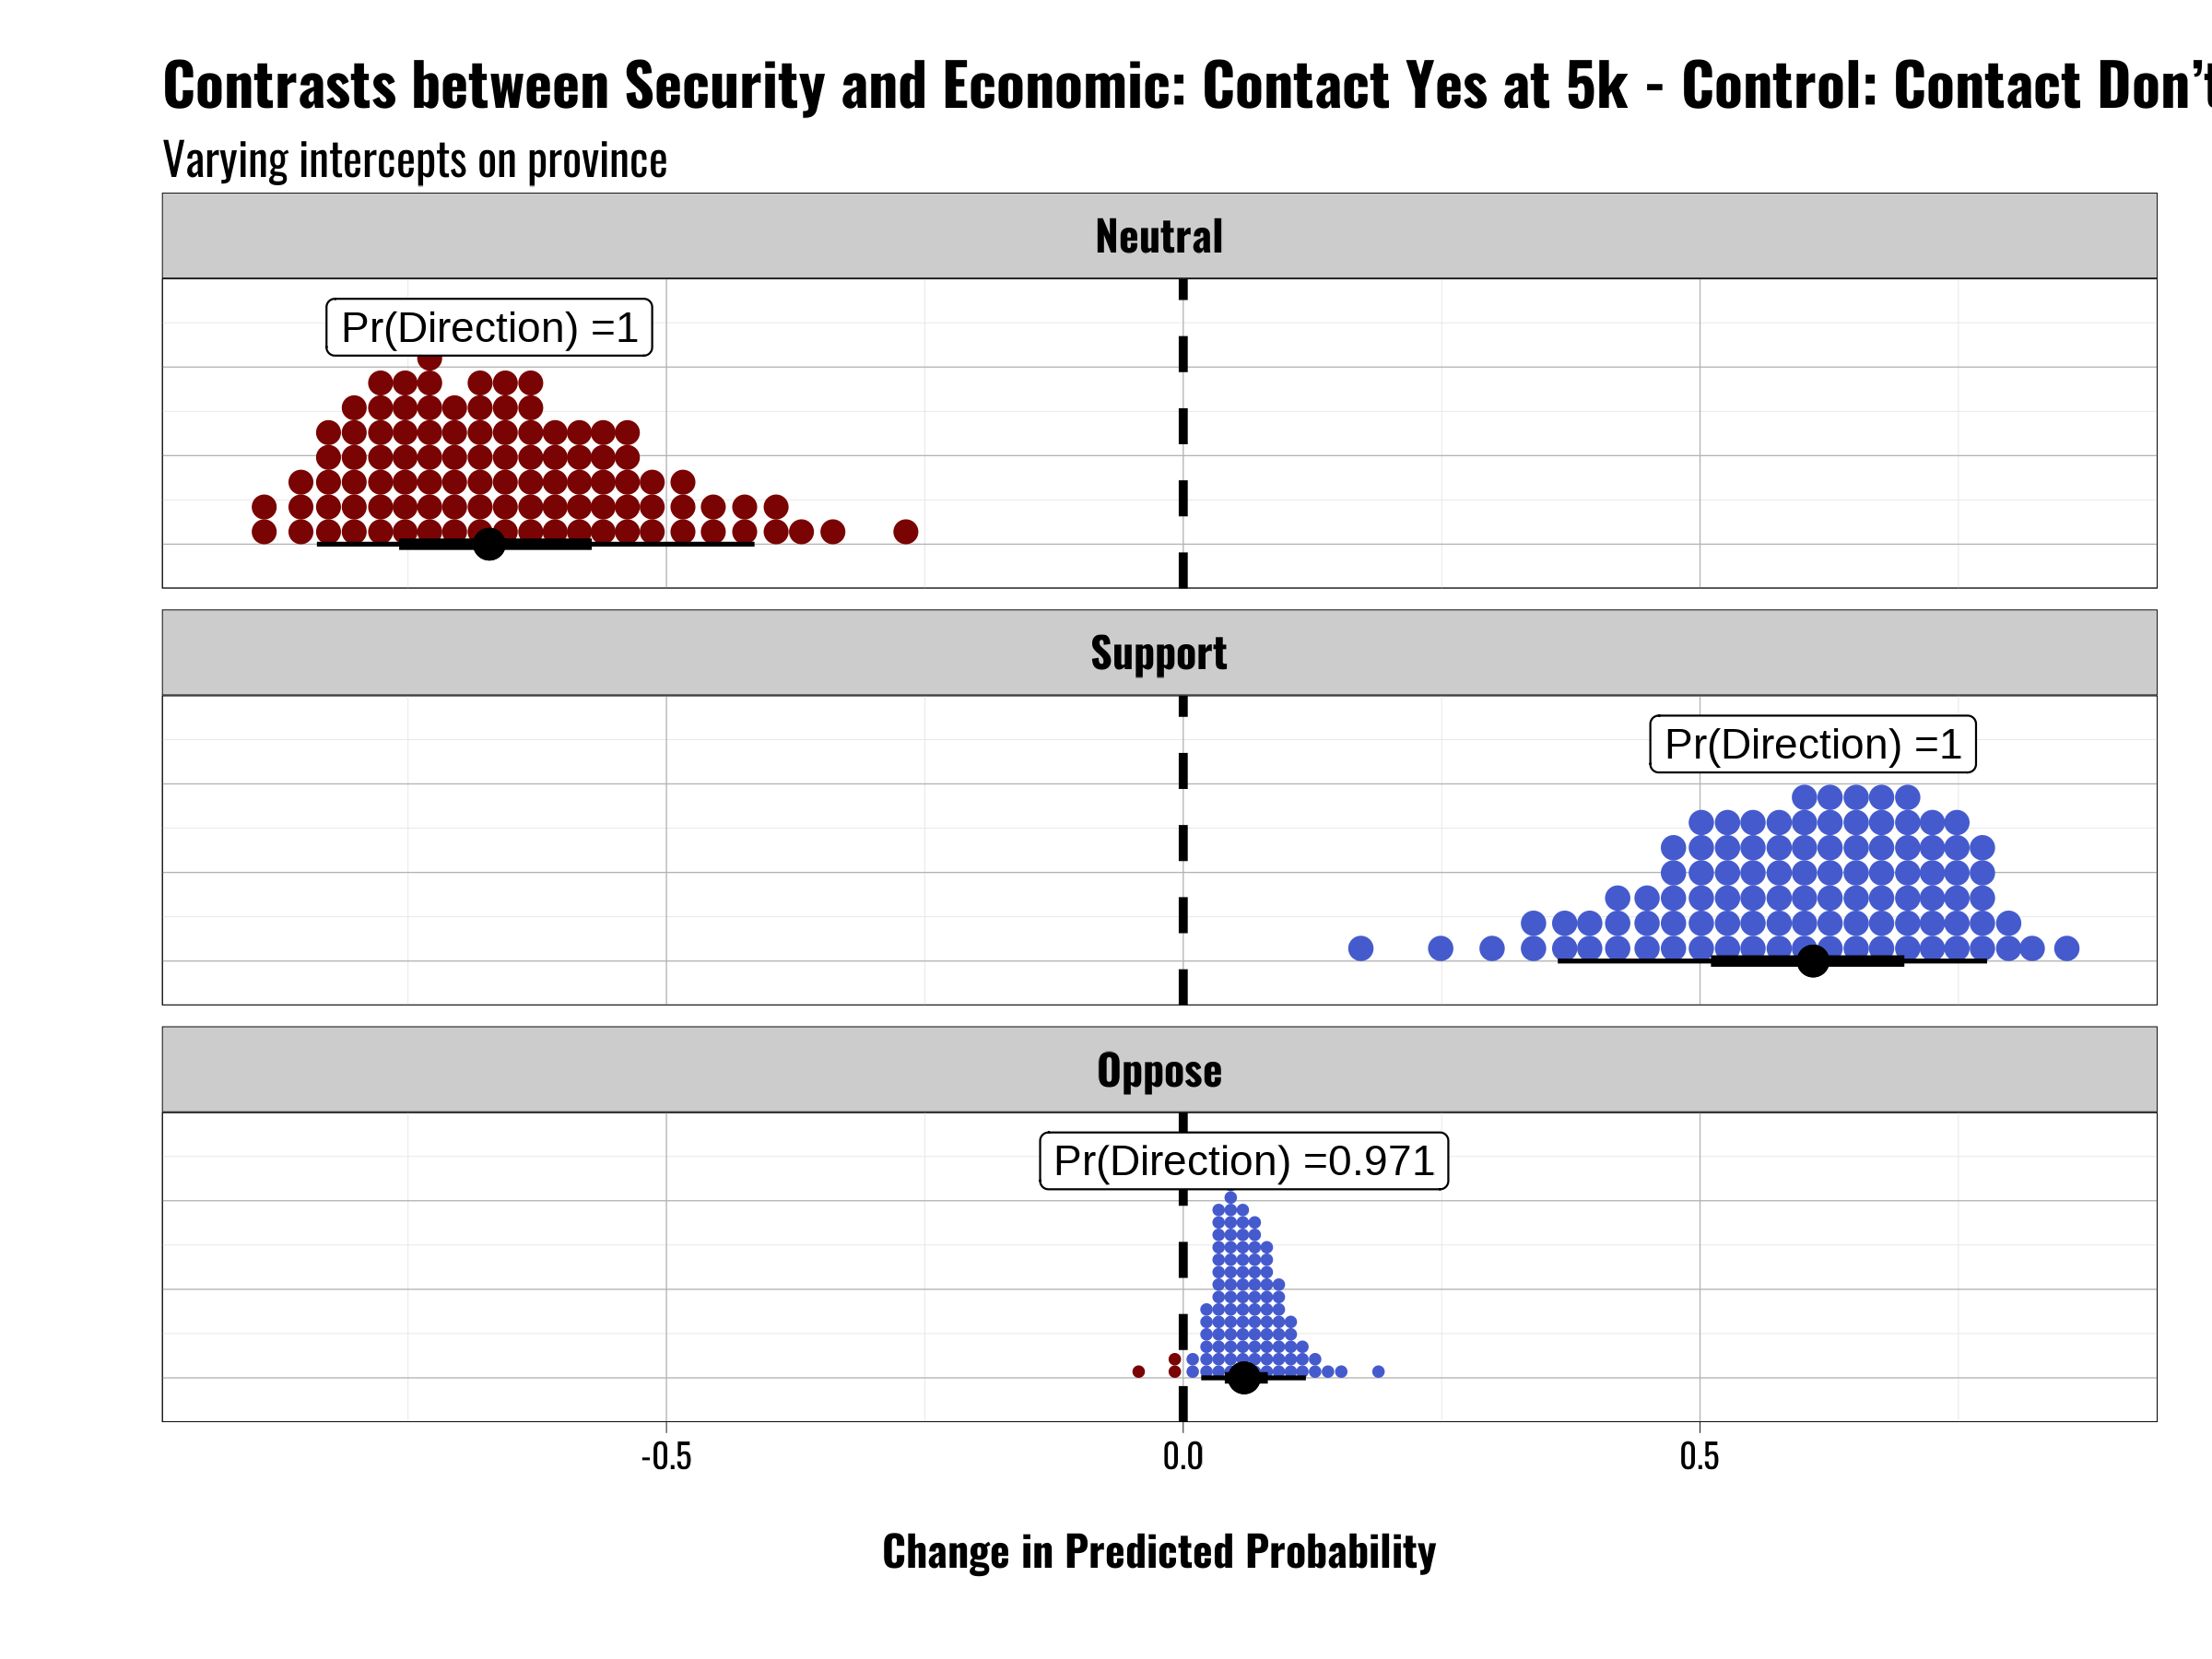 Contrasts between Security and Economic: Contact Yes at 5k - Control: Contact Don’t
Varying intercepts on province
Neutral
Pr(Direction) =1
Support
Pr(Direction) =1
Oppose
Pr(Direction) =0.971
-0.5 0.0 0.5
Change in Predicted Probability